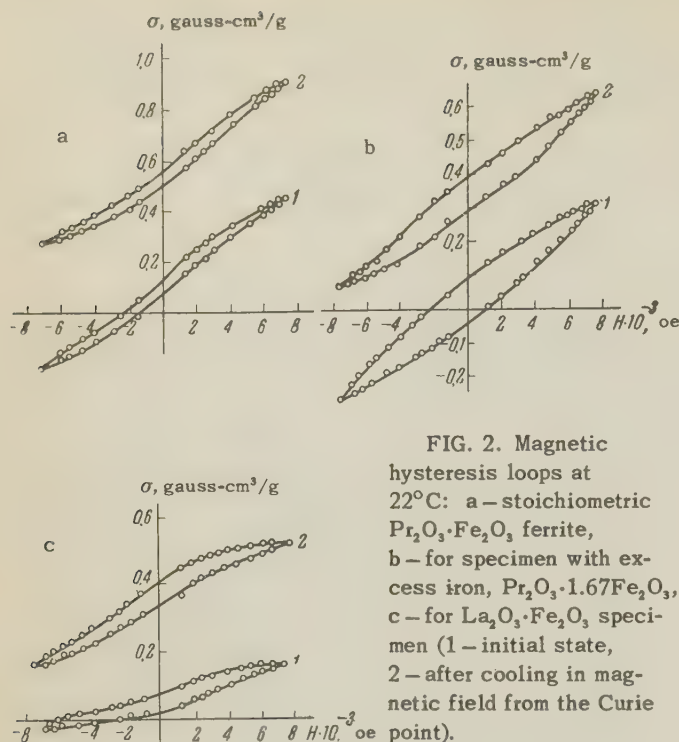 σ, gauss-cm³/g
1,0
0,8
2
0,6
a
0,4
1
0,2
-8 -6 -4 -2 0 2 4 6 8
σ, gauss-cm³/g
2
0,6
b
0,4
1
0,2
-8 -6 -4 0 2 4 6 8 H·10⁻³, oe
-0,1
-0,2
σ, gauss-cm³/g
0,6
c
2
0,4
0,2
1
-8 -6 -4 -2 0 2 4 6 8 H·10,⁻³ oe
FIG. 2. Magnetic
hysteresis loops at
22°C: a – stoichiometric
Pr₂O₃·Fe₂O₃ ferrite,
b – for specimen with ex-
cess iron, Pr₂O₃·1.67Fe₂O₃,
c – for La₂O₃·Fe₂O₃ speci-
men (1 – initial state,
2 – after cooling in mag-
netic field from the Curie
point).